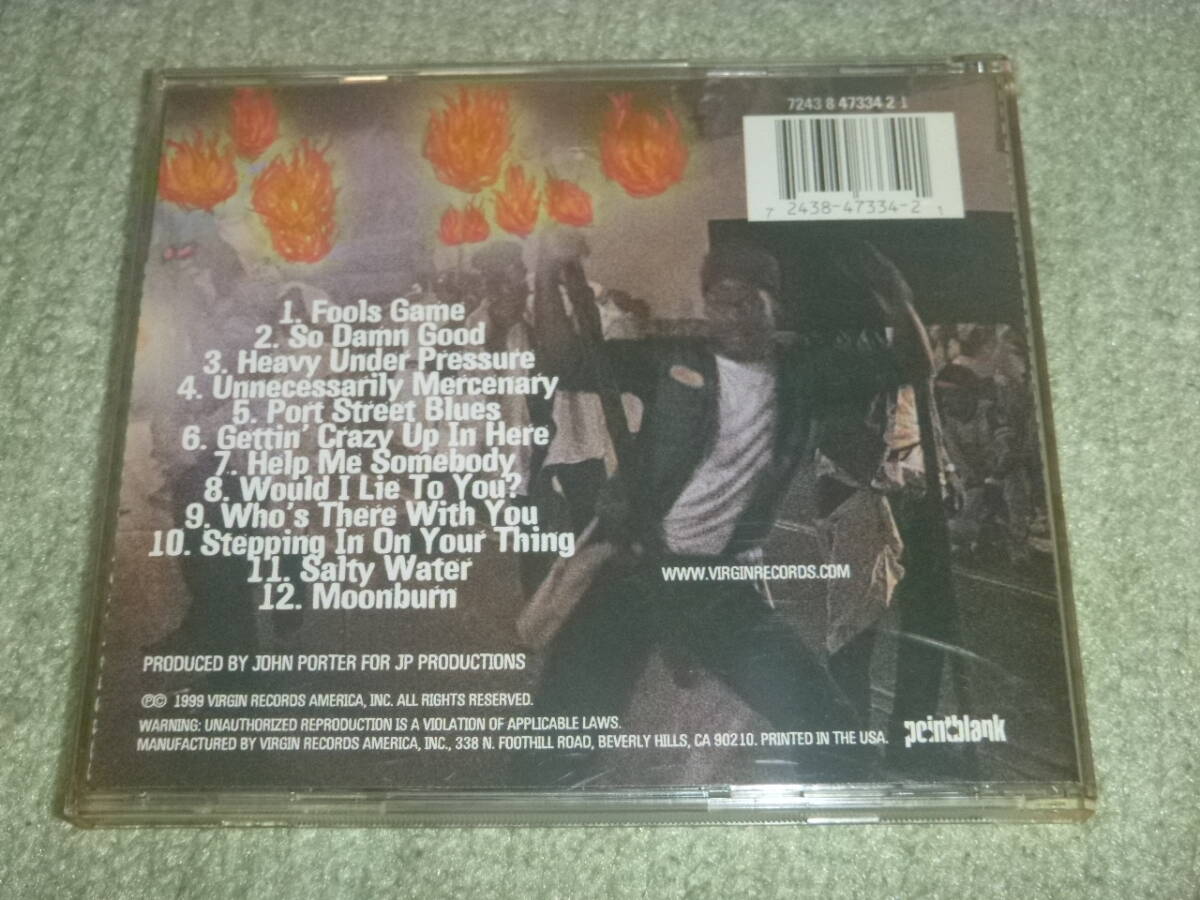 7243 8 47334 2 1
7 2438-47334-2 1
1. Fools Game
2. So Damn Good
3. Heavy Under Pressure
4. Unnecessarily Mercenary
5. Port Street Blues
6. Gettin' Crazy Up In Here
7. Help Me Somebody
8. Would I Lie To You?
9. Who's There With You
10. Stepping In On Your Thing
11. Salty Water
12. Moonburn
WWW.VIRGINRECORDS.COM
PRODUCED BY JOHN PORTER FOR JP PRODUCTIONS
℗© 1999 VIRGIN RECORDS AMERICA, INC. ALL RIGHTS RESERVED.
WARNING: UNAUTHORIZED REPRODUCTION IS A VIOLATION OF APPLICABLE LAWS.
MANUFACTURED BY VIRGIN RECORDS AMERICA, INC., 338 N. FOOTHILL ROAD, BEVERLY HILLS, CA 90210. PRINTED IN THE USA.
pointblank